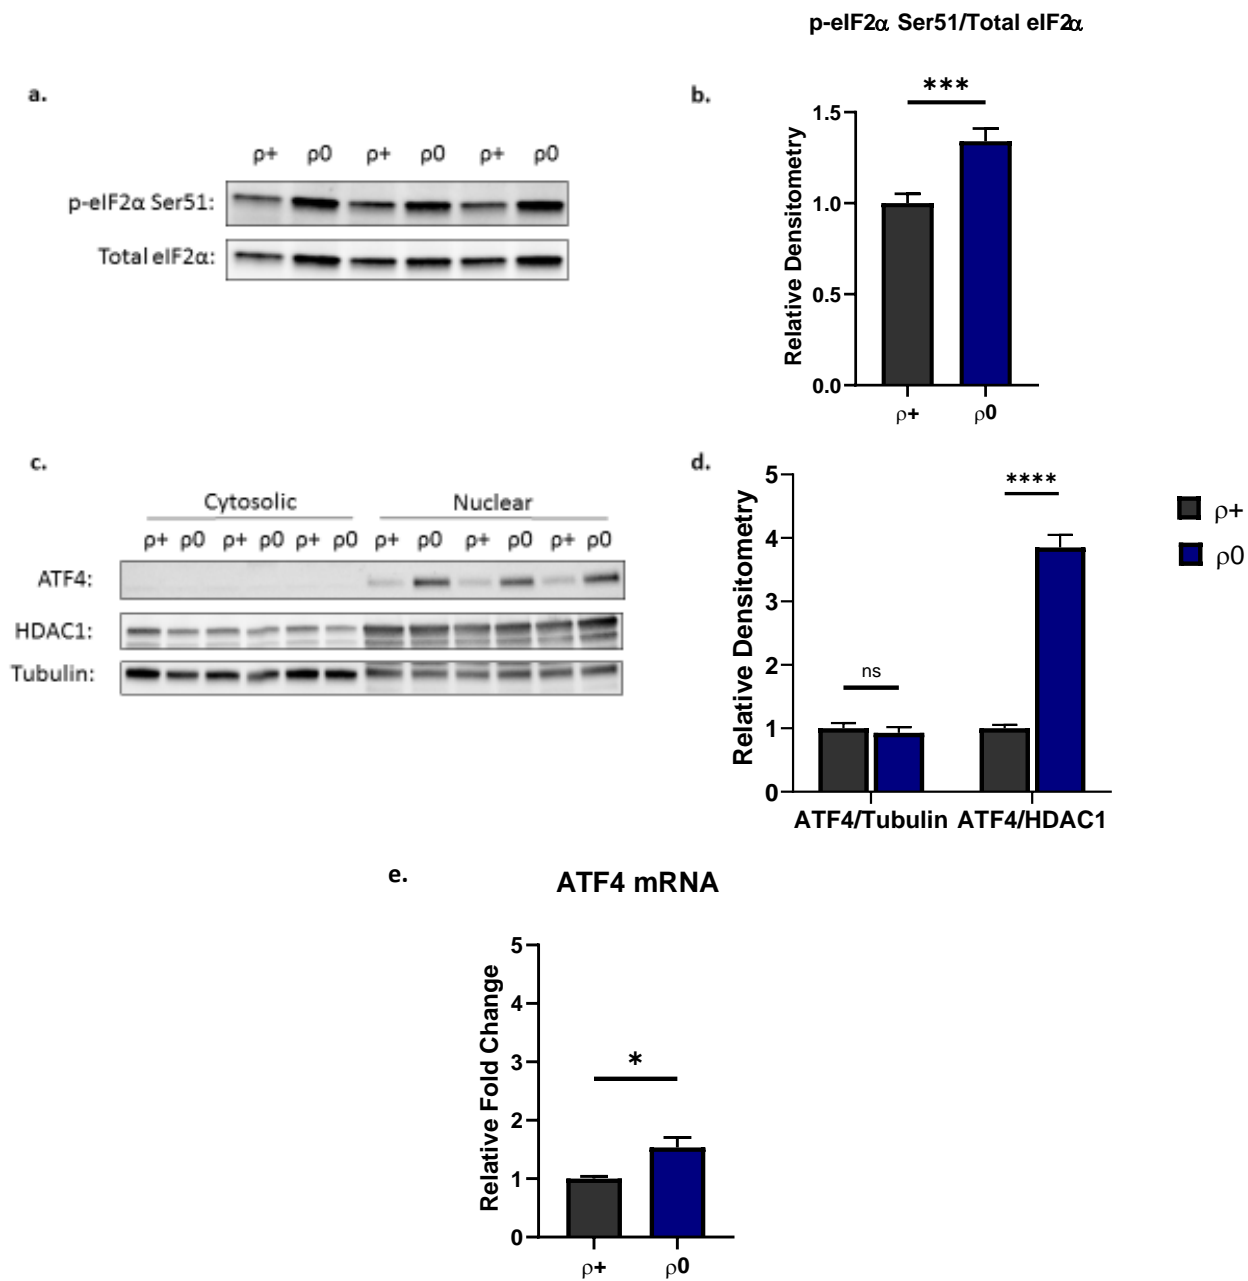 p-eIF2α Ser51/Total eIF2α
a.
ρ+ ρ0 ρ+ ρ0 ρ+ ρ0
p-eIF2α Ser51:
Total eIF2α:
b.
***
1.5
1.0
0.5
0.0
Relative Densitometry
ρ+ ρ0
c.
Cytosolic Nuclear
ρ+ ρ0 ρ+ ρ0 ρ+ ρ0 ρ+ ρ0 ρ+ ρ0 ρ+ ρ0
ATF4:
HDAC1:
Tubulin:
d.
5
4
3
2
1
0
Relative Densitometry
ns
****
ATF4/Tubulin ATF4/HDAC1
ρ+
ρ0
e.
ATF4 mRNA
5
4
3
2
1
0
Relative Fold Change
*
ρ+ ρ0